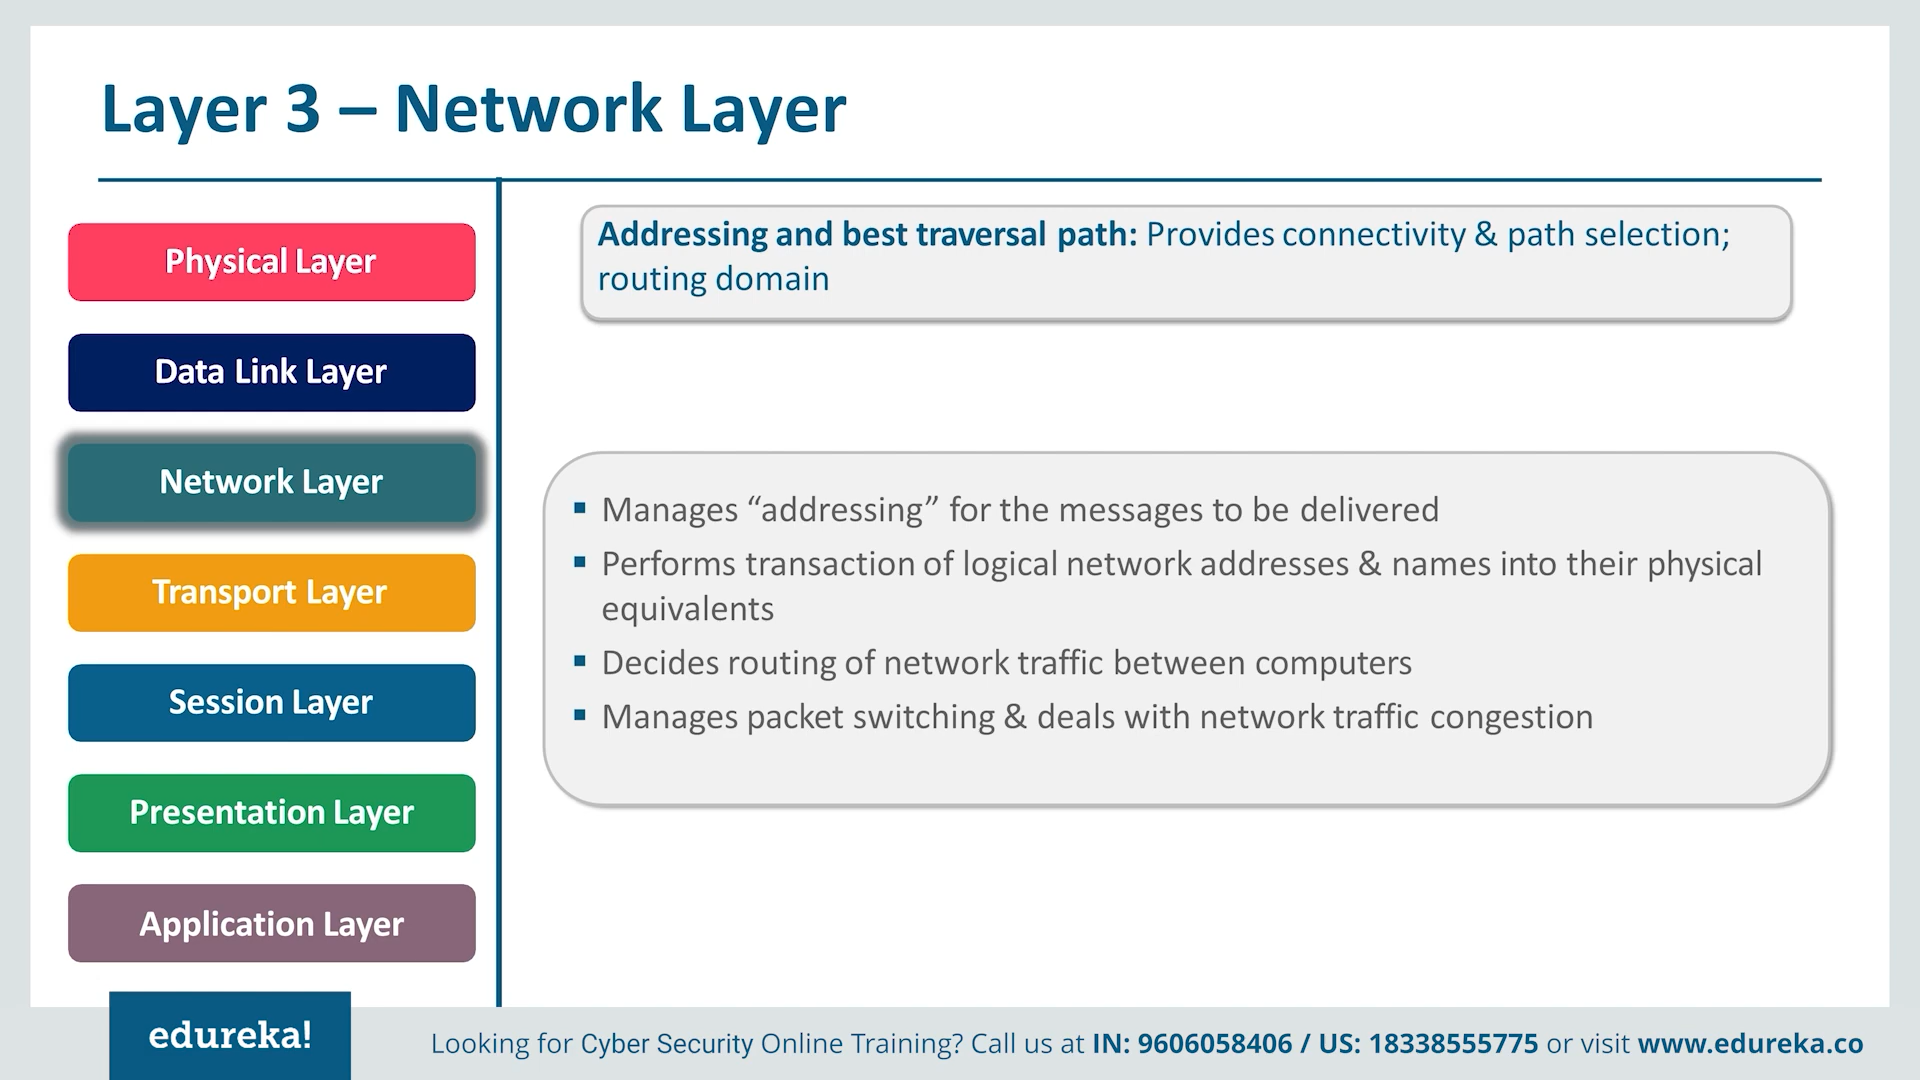 Layer 3 – Network Layer
Physical Layer
Data Link Layer
Network Layer
Transport Layer
Session Layer
Presentation Layer
Application Layer
Addressing and best traversal path: Provides connectivity & path selection;
routing domain
▪ Manages “addressing” for the messages to be delivered
▪ Performs transaction of logical network addresses & names into their physical
equivalents
▪ Decides routing of network traffic between computers
▪ Manages packet switching & deals with network traffic congestion
edureka!
Looking for Cyber Security Online Training? Call us at IN: 9606058406 / US: 18338555775 or visit www.edureka.co